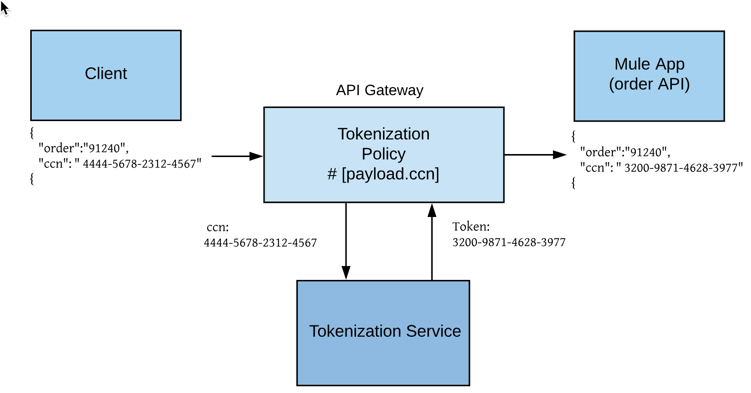 Client
{
"order":"91240",
"ccn": " 4444-5678-2312-4567"
{
API Gateway
Tokenization
Policy
# [payload.ccn]
Mule App
(order API)
{
"order":"91240",
"ccn": " 3200-9871-4628-3977"
{
ccn:
4444-5678-2312-4567
Token:
3200-9871-4628-3977
Tokenization Service